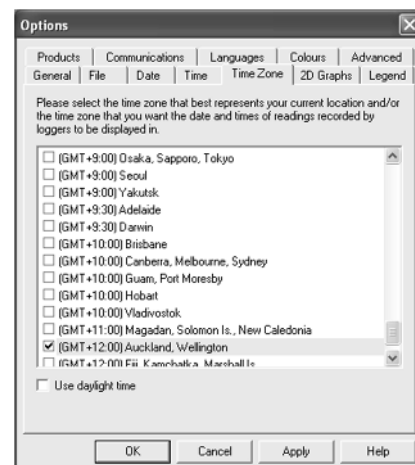 Options
Products Communications Languages Colours Advanced
General File Date Time Time Zone 2D Graphs Legend
Please select the time zone that best represents your current location and/or
the time zone that you want the date and times of readings recorded by
loggers to be displayed in.
(GMT+9:00) Osaka, Sapporo, Tokyo
(GMT+9:00) Seoul
(GMT+9:00) Yakutsk
(GMT+9:30) Adelaide
(GMT+9:30) Darwin
(GMT+10:00) Brisbane
(GMT+10:00) Canberra, Melbourne, Sydney
(GMT+10:00) Guam, Port Moresby
(GMT+10:00) Hobart
(GMT+10:00) Vladivostok
(GMT+11:00) Magadan, Solomon Is., New Caledonia
(GMT+12:00) Auckland, Wellington
(GMT+12:00) Fiji, Kamchatka, Marshall Is.
Use daylight time
OK Cancel Apply Help